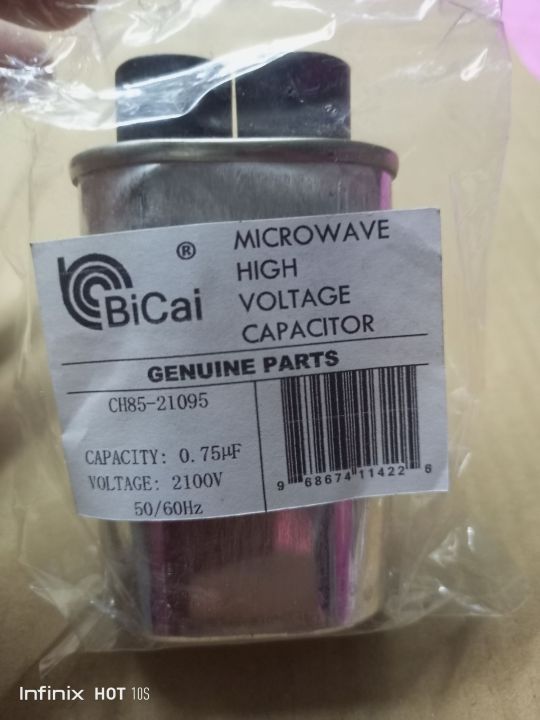 BiCai ®
MICROWAVE
HIGH
VOLTAGE
CAPACITOR
GENUINE PARTS
CH85-21095
CAPACITY: 0.75µF
VOLTAGE: 2100V
50/60Hz
9 68674 11422 6
Infinix HOT 10S